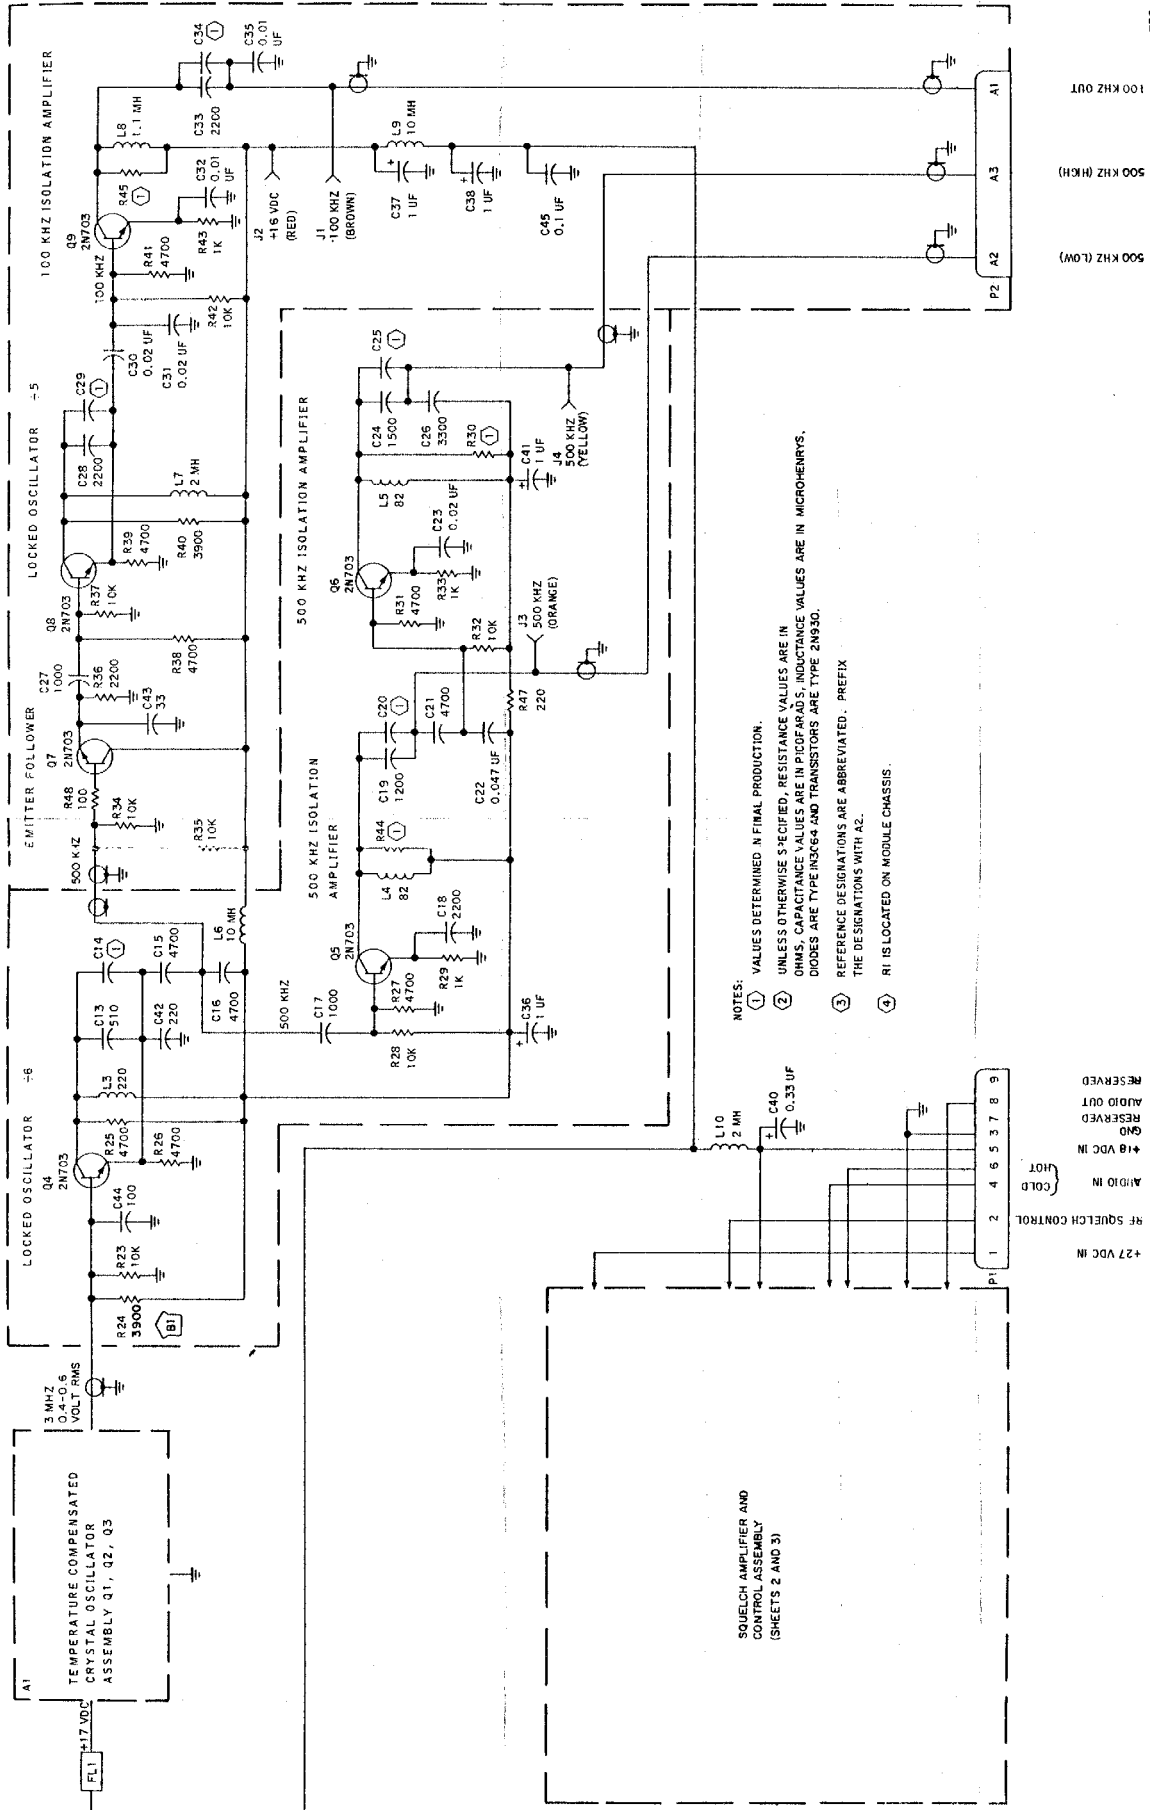 A1
TEMPERATURE COMPENSATED
CRYSTAL OSCILLATOR
ASSEMBLY Q1, Q2, Q3
FL1
+17 VDC
3 MHZ
0.4-0.6
VOLT RMS
LOCKED OSCILLATOR ÷6
R24
3900
B1
R23
10K
C44
100
Q4
2N703
R25
4700
R26
4700
L3
220
C13
510
C42
220
C14
1
C15
4700
C16
4700
L6
10 MH
500 KHZ
EMITTER FOLLOWER
R48
100
R34
10K
R35
10K
Q7
2N703
C43
33
R36
2200
C27
1000
R38
4700
LOCKED OSCILLATOR ÷5
Q8
2N703
R37
10K
R39
4700
R40
3900
L7
2 MH
C28
2200
C29
1
C30
0.02 UF
C31
0.02 UF
100 KHZ ISOLATION AMPLIFIER
100 KHZ
R42
10K
R41
4700
Q9
2N703
R43
1K
C32
0.01
UF
R45
1
L8
1.1 MH
C33
2200
C34
1
C35
0.01
UF
J2
+16 VDC
(RED)
J1
100 KHZ
(BROWN)
C37
1 UF
L9
10 MH
C38
1 UF
C45
0.1 UF
500 KHZ
C17
1000
500 KHZ ISOLATION
AMPLIFIER
Q5
2N703
R28
10K
R27
4700
R29
1K
C18
2200
C36
1 UF
L4
82
R44
1
C19
1200
C20
1
C21
4700
C22
0.047 UF
R47
220
J3
500 KHZ
(ORANGE)
500 KHZ ISOLATION AMPLIFIER
Q6
2N703
R32
10K
R31
4700
R33
1K
C23
0.02 UF
L5
82
R30
1
C24
1500
C25
1
C26
3300
C41
1 UF
J4
500 KHZ
(YELLOW)
NOTES:
1 VALUES DETERMINED IN FINAL PRODUCTION.
2 UNLESS OTHERWISE SPECIFIED, RESISTANCE VALUES ARE IN
OHMS, CAPACITANCE VALUES ARE IN PICOFARADS, INDUCTANCE VALUES ARE IN MICROHENRYS,
DIODES ARE TYPE IN3C64 AND TRANSISTORS ARE TYPE 2N930.
3 REFERENCE DESIGNATIONS ARE ABBREVIATED. PREFIX
THE DESIGNATIONS WITH A2.
4 R1 IS LOCATED ON MODULE CHASSIS.
SQUELCH AMPLIFIER AND
CONTROL ASSEMBLY
(SHEETS 2 AND 3)
L10
2 MH
C40
0.33 UF
P1
1 2 4 6 5 3 7 8 9
+27 VDC IN
RF SQUELCH CONTROL
AUDIO IN
COLD
HOT
+18 VDC IN
GND
RESERVED
AUDIO OUT
RESERVED
P2
A2 A3 A1
500 KHZ (LOW)
500 KHZ (HIGH)
100 KHZ OUT